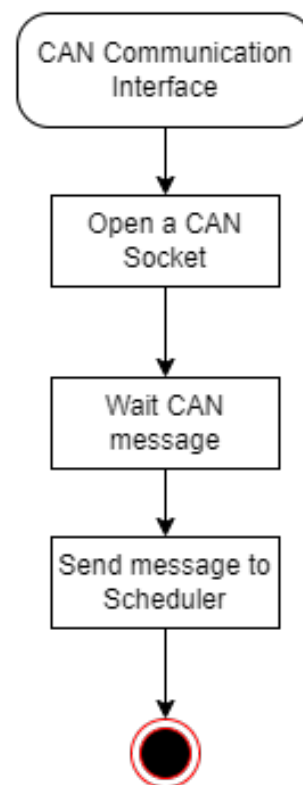 CAN Communication
Interface
Open a CAN
Socket
Wait CAN
message
Send message to
Scheduler